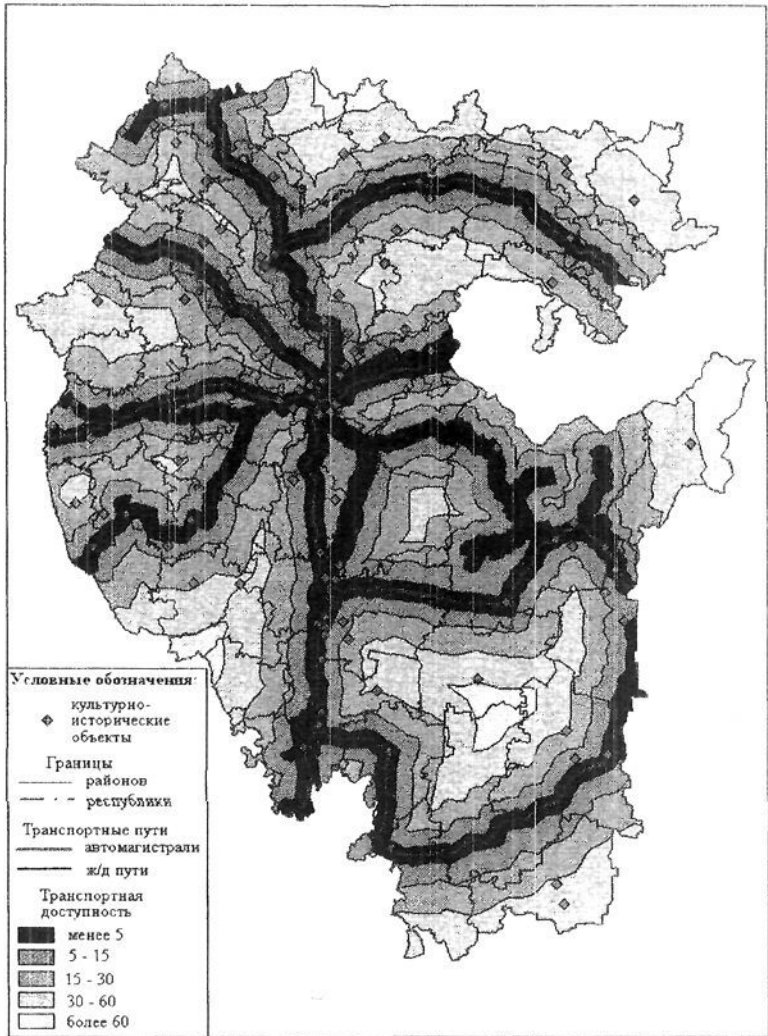 Условные обозначения:
культурно-
исторические
объекты
Границы
районов
республики
Транспортные пути
автомагистрали
ж/д пути
Транспортная
доступность
менее 5
5 - 15
15 - 30
30 - 60
более 60